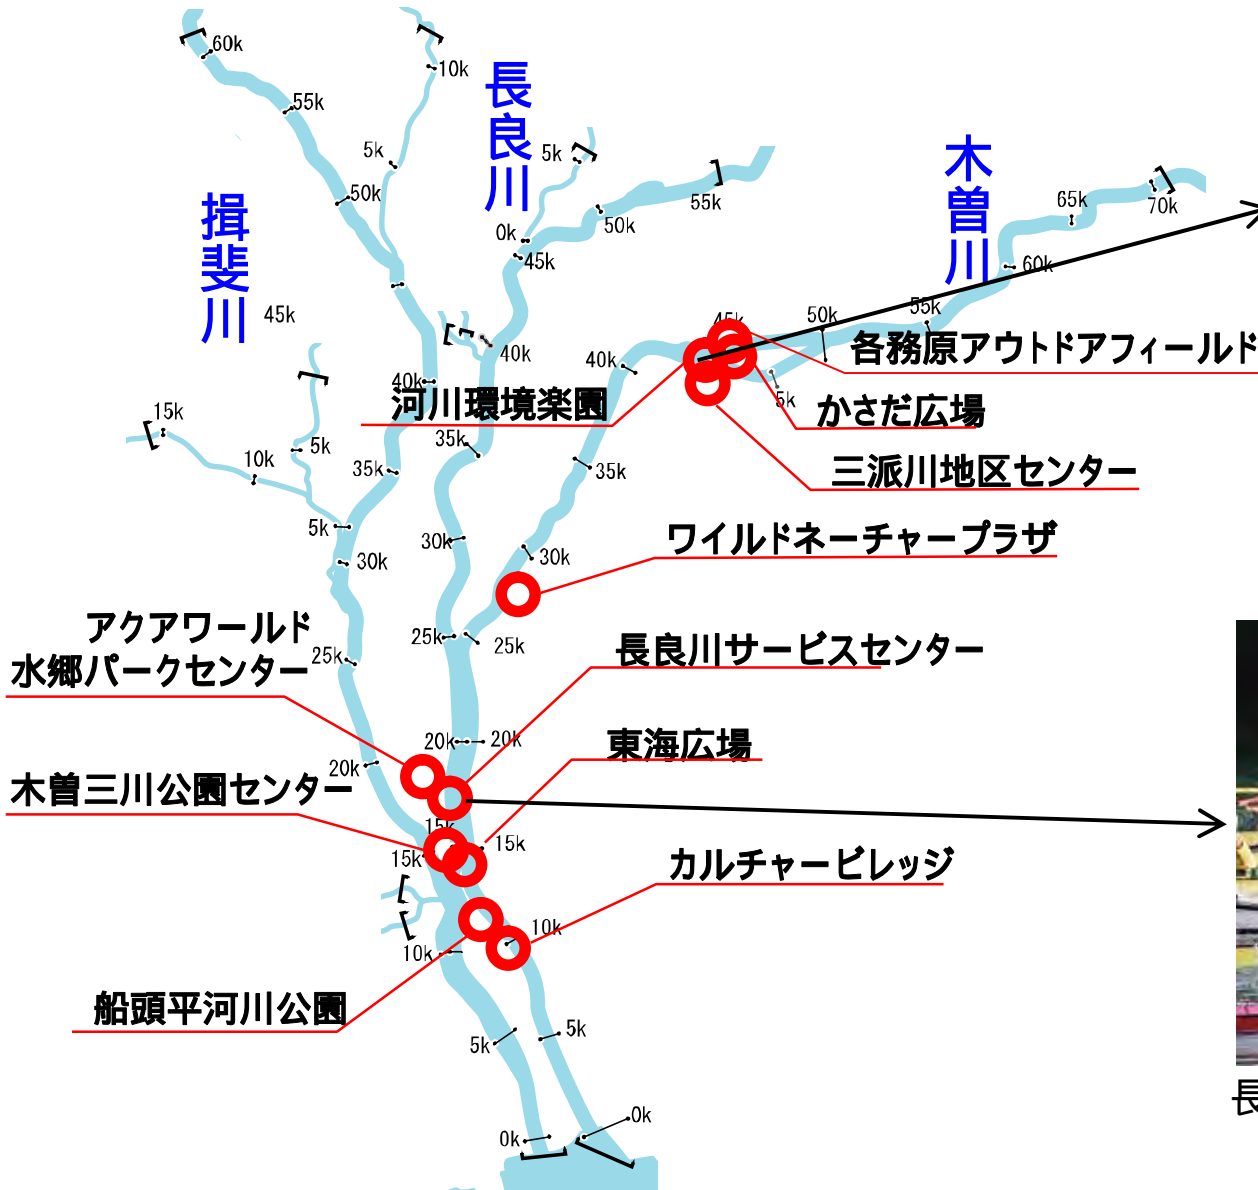 60k
10k
長良川
55k
5k
5k
木曽川
50k
55k
65k
70k
揖斐川
0k
50k
45k
60k
45k
50k
55k
45k
40k
40k
各務原アウトドアフィールド
40k
5k
河川環境楽園
かさだ広場
15k
35k
5k
10k
35k
35k
三派川地区センター
5k
30k
30k
30k
ワイルドネーチャープラザ
アクアワールド
水郷パークセンター
25k
25k
25k
長良川サービスセンター
20k
20k
20k
東海広場
木曽三川公園センター
15k
15k
15k
カルチャービレッジ
10k
10k
船頭平河川公園
5k
5k
0k
0k
長